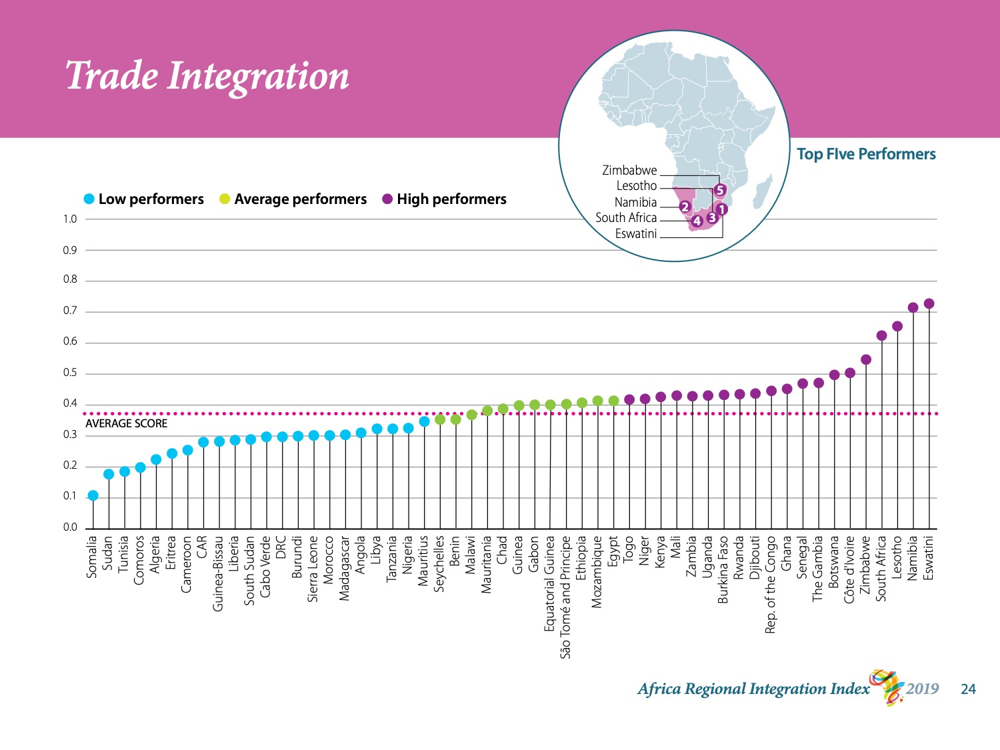 Trade Integration
Top FIve Performers
Zimbabwe
Lesotho
Namibia
South Africa
Eswatini
5
2
1
3
4
Low performers
Average performers
High performers
1.0
0.9
0.8
0.7
0.6
0.5
0.4
AVERAGE SCORE
0.3
0.2
0.1
0.0
Somalia
Sudan
Tunisia
Comoros
Algeria
Eritrea
Cameroon
CAR
Guinea-Bissau
Liberia
South Sudan
Cabo Verde
DRC
Burundi
Sierra Leone
Morocco
Madagascar
Angola
Libya
Tanzania
Nigeria
Mauritius
Seychelles
Benin
Malawi
Mauritania
Chad
Guinea
Gabon
Equatorial Guinea
São Tomé and Principe
Ethiopia
Mozambique
Egypt
Togo
Niger
Kenya
Mali
Zambia
Uganda
Burkina Faso
Rwanda
Djibouti
Rep. of the Congo
Ghana
Senegal
The Gambia
Botswana
Côte d'Ivoire
Zimbabwe
South Africa
Lesotho
Namibia
Eswatini
Africa Regional Integration Index 2019 24